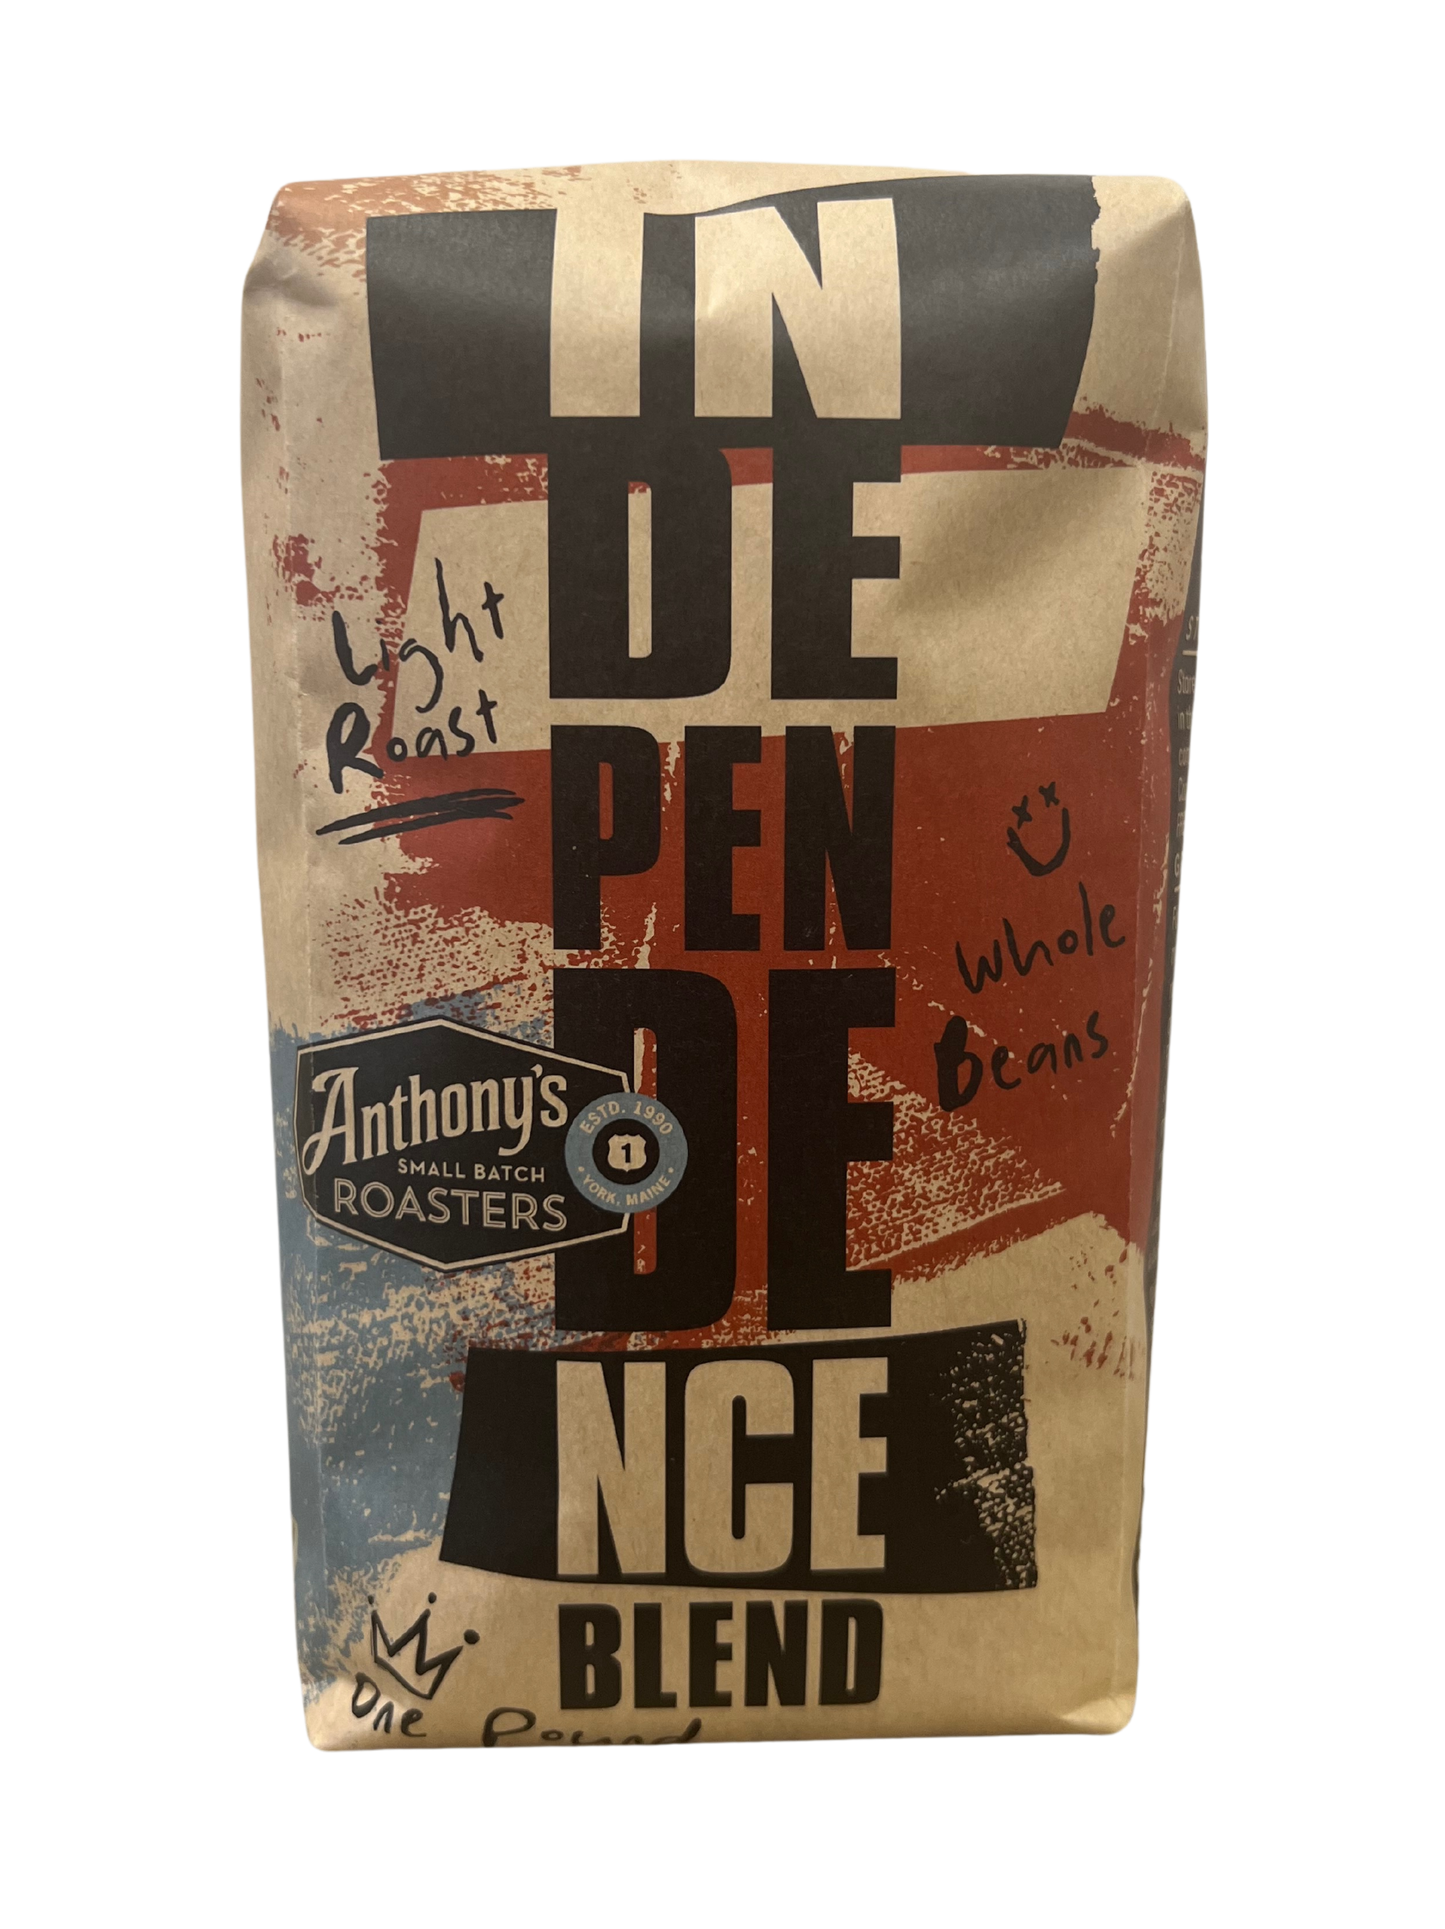 IN
DE
PEN
DE
NCE
BLEND
Light
Roast
Whole
Beans
Anthony's
SMALL BATCH
ROASTERS
ESTD. 1990
1
YORK, MAINE
One Pound